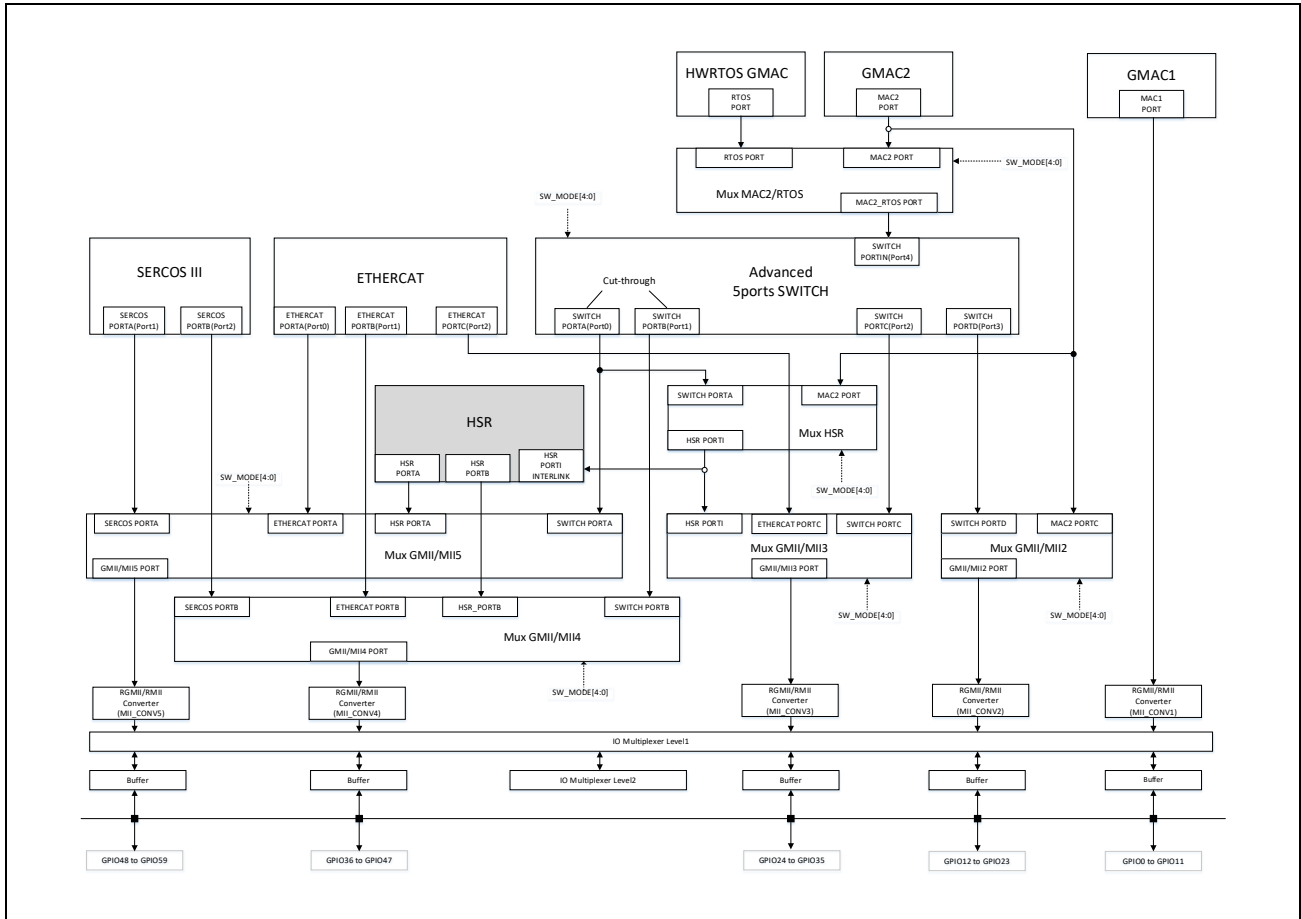 HWRTOS GMAC
RTOS
PORT
GMAC2
MAC2
PORT
GMAC1
MAC1
PORT
RTOS PORT
MAC2 PORT
SW_MODE[4:0]
Mux MAC2/RTOS
MAC2_RTOS PORT
SW_MODE[4:0]
SERCOS III
SERCOS
PORTA(Port1)
SERCOS
PORTB(Port2)
ETHERCAT
ETHERCAT
PORTA(Port0)
ETHERCAT
PORTB(Port1)
ETHERCAT
PORTC(Port2)
SWITCH
PORTIN(Port4)
Advanced
5ports SWITCH
Cut-through
SWITCH
PORTA(Port0)
SWITCH
PORTB(Port1)
SWITCH
PORTC(Port2)
SWITCH
PORTD(Port3)
HSR
HSR
PORTA
HSR
PORTB
HSR
PORTI
INTERLINK
SWITCH PORTA
MAC2 PORT
Mux HSR
HSR PORTI
SW_MODE[4:0]
SW_MODE[4:0]
SERCOS PORTA
ETHERCAT PORTA
HSR PORTA
SWITCH PORTA
Mux GMII/MII5
GMII/MII5 PORT
HSR PORTI
ETHERCAT PORTC
SWITCH PORTC
Mux GMII/MII3
GMII/MII3 PORT
SWITCH PORTD
MAC2 PORTC
Mux GMII/MII2
GMII/MII2 PORT
SERCOS PORTB
ETHERCAT PORTB
HSR_PORTB
SWITCH PORTB
Mux GMII/MII4
GMII/MII4 PORT
SW_MODE[4:0]
SW_MODE[4:0]
SW_MODE[4:0]
RGMII/RMII
Converter
(MII_CONV5)
RGMII/RMII
Converter
(MII_CONV4)
RGMII/RMII
Converter
(MII_CONV3)
RGMII/RMII
Converter
(MII_CONV2)
RGMII/RMII
Converter
(MII_CONV1)
IO Multiplexer Level1
Buffer
Buffer
IO Multiplexer Level2
Buffer
Buffer
Buffer
GPIO48 to GPIO59
GPIO36 to GPIO47
GPIO24 to GPIO35
GPIO12 to GPIO23
GPIO0 to GPIO11